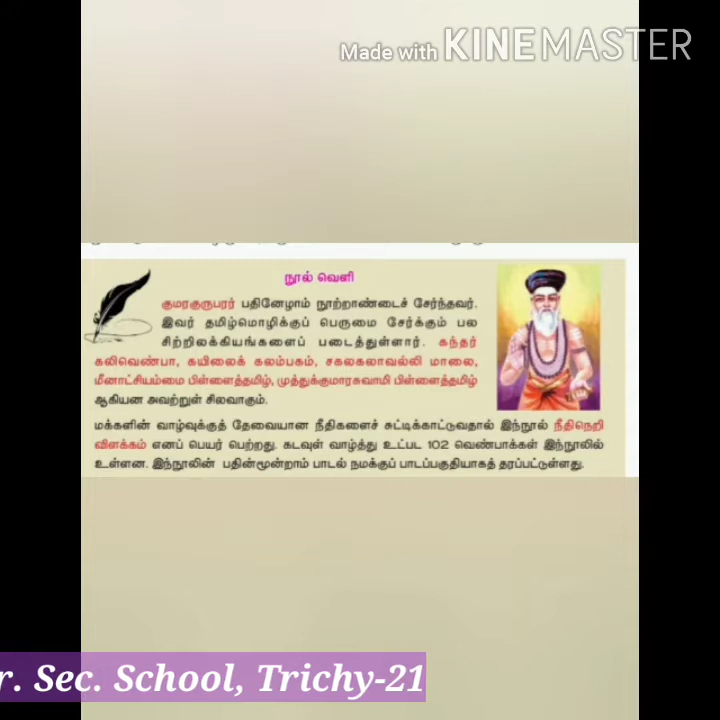 Made with KINEMASTER
நூல் வெளி
குமரகுருபரர் பதினேழாம் நூற்றாண்டைச் சேர்ந்தவர்.
இவர் தமிழ்மொழிக்குப் பெருமை சேர்க்கும் பல
சிற்றிலக்கியங்களைப் படைத்துள்ளார். கந்தர்
கலிவெண்பா, கயிலைக் கலம்பகம், சகலகலாவல்லி மாலை,
மீனாட்சியம்மை பிள்ளைத்தமிழ், முத்துக்குமாரசுவாமி பிள்ளைத்தமிழ்
ஆகியன அவற்றுள் சிலவாகும்.
மக்களின் வாழ்வுக்குத் தேவையான நீதிகளைச் சுட்டிக்காட்டுவதால் இந்நூல் நீதிநெறி
விளக்கம் எனப் பெயர் பெற்றது. கடவுள் வாழ்த்து உட்பட 102 வெண்பாக்கள் இந்நூலில்
உள்ளன. இந்நூலின் பதின்மூன்றாம் பாடல் நமக்குப் பாடப்பகுதியாகத் தரப்பட்டுள்ளது.
r. Sec. School, Trichy-21